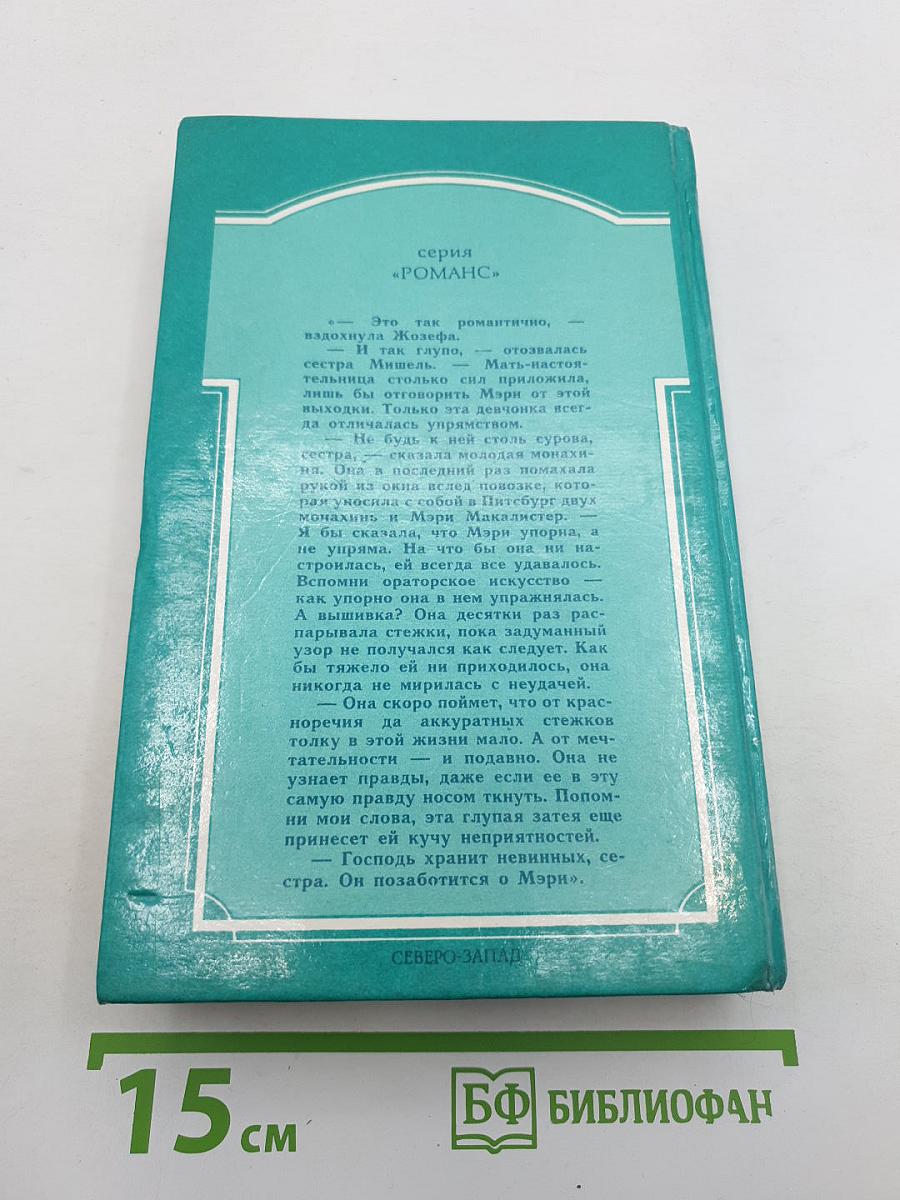 серия
«РОМАНС»
«— Это так романтично, —
вздохнула Жозефа.
— И так глупо, — отозвалась
сестра Мишель. — Мать-настоя-
тельница столько сил приложила,
лишь бы отговорить Мэри от этой
выходки. Только эта девчонка всег-
да отличалась упрямством.
— Не будь к ней столь сурова,
сестра, — сказала молодая монахи-
ня. Она в последний раз помахала
рукой из окна вслед повозке, кото-
рая уносила с собой в Питсбург двух
монахинь и Мэри Макалистер. —
Я бы сказала, что Мэри упорна, а
не упряма. На что бы она ни на-
строилась, ей всегда все удавалось.
Вспомни ораторское искусство —
как упорно она в нем упражнялась.
А вышивка? Она десятки раз рас-
парывала стежки, пока задуманный
узор не получался как следует. Как
бы тяжело ей ни приходилось, она
никогда не мирилась с неудачей.
— Она скоро поймет, что от крас-
норечия да аккуратных стежков
толку в этой жизни мало. А от меч-
тательности — и подавно. Она не
узнает правды, даже если ее в эту
самую правду носом ткнуть. Попом-
ни мои слова, эта глупая затея еще
принесет ей кучу неприятностей.
— Господь хранит невинных, се-
стра. Он позаботится о Мэри».
СЕВЕРО-ЗАПАД
15 см
БФ БИБЛИОФАН